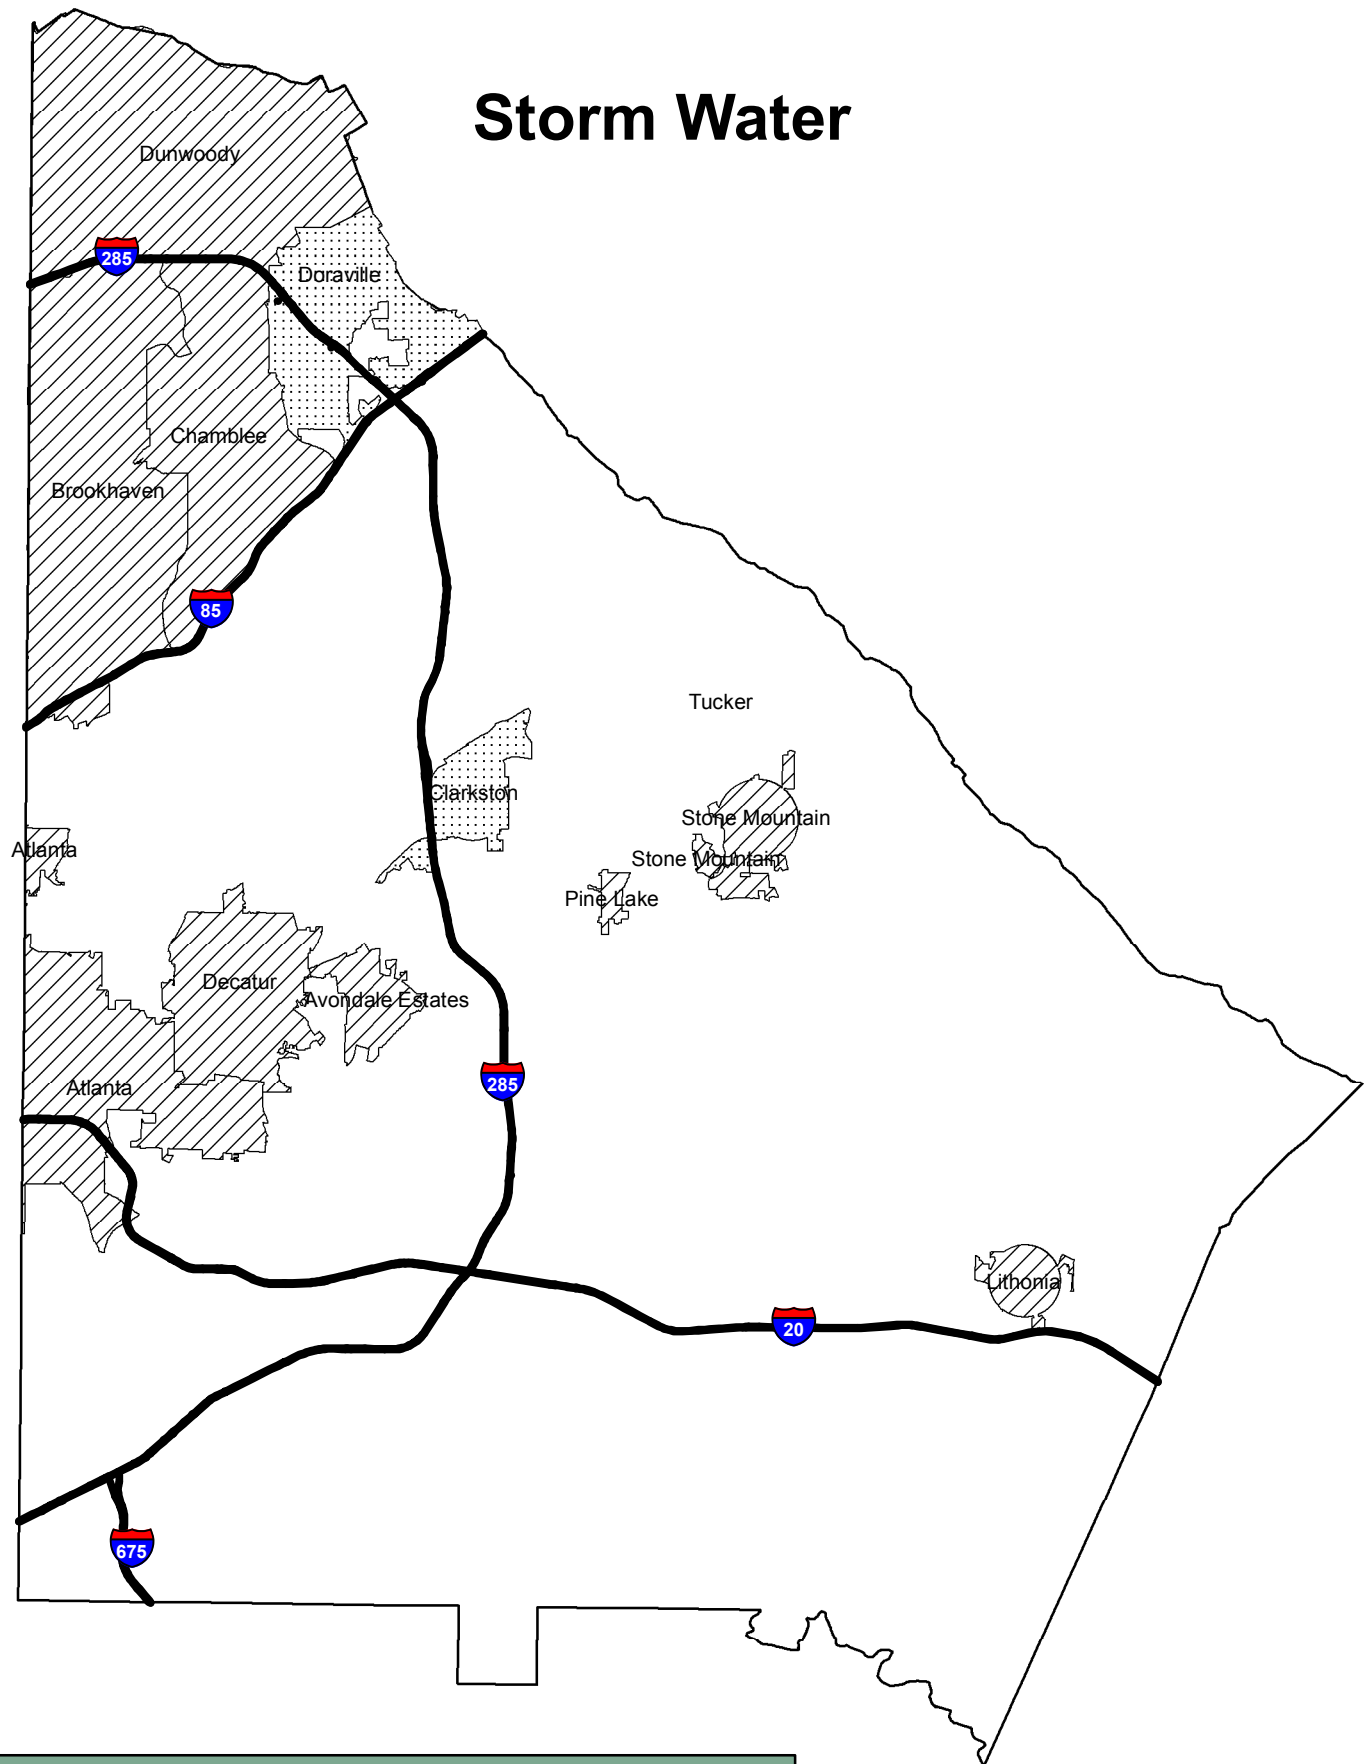 Storm Water
Dunwoody
285
Doraville
Chamblee
Brookhaven
85
Tucker
Clarkston
Stone Mountain
Atlanta
Stone Mountain
Pine Lake
Decatur
Avondale Estates
285
Atlanta
Lithonia
20
675